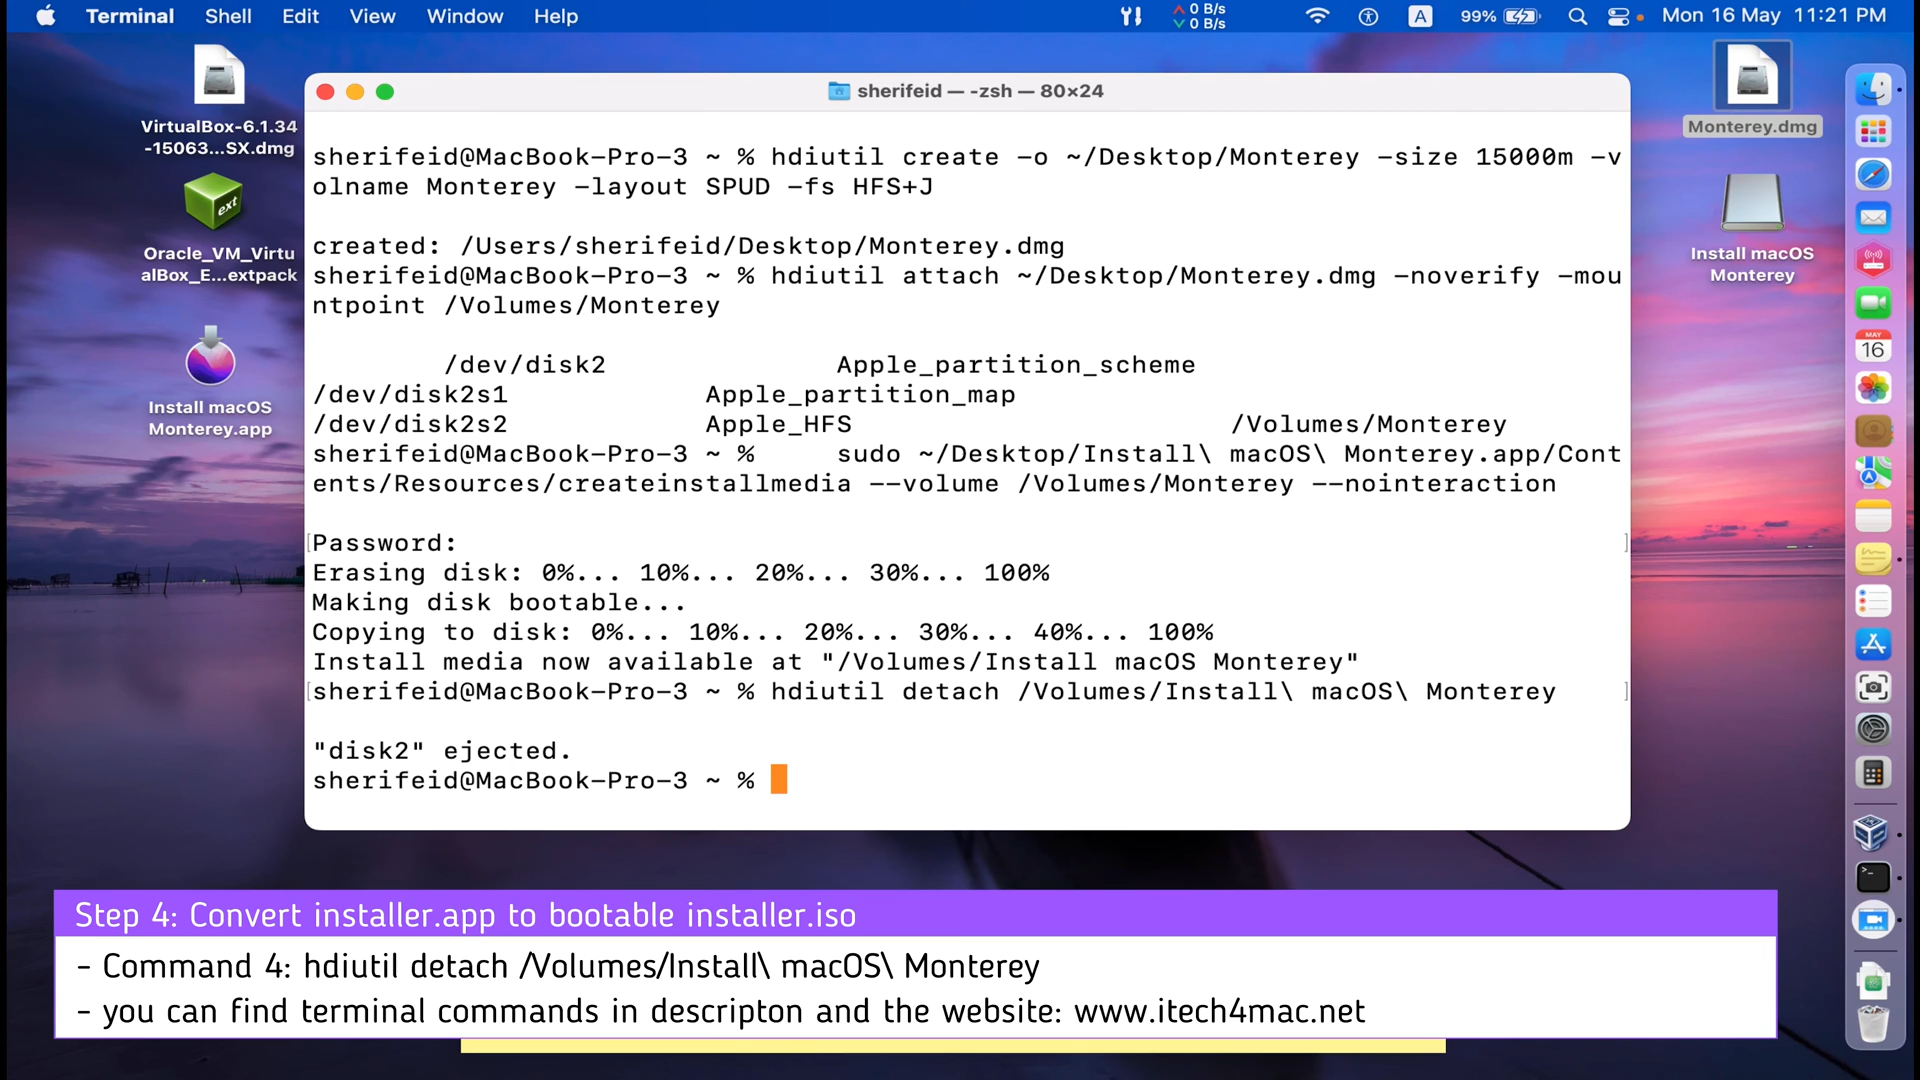 Terminal Shell Edit View Window Help
0 B/s
0 B/s
A
99%
Mon 16 May 11:21 PM
sherifeid — -zsh — 80×24
VirtualBox-6.1.34
-15063...SX.dmg
ext
Oracle_VM_Virtu
alBox_E...extpack
Install macOS
Monterey.app
sherifeid@MacBook-Pro-3 ~ % hdiutil create -o ~/Desktop/Monterey -size 15000m -v
olname Monterey -layout SPUD -fs HFS+J
created: /Users/sherifeid/Desktop/Monterey.dmg
sherifeid@MacBook-Pro-3 ~ % hdiutil attach ~/Desktop/Monterey.dmg -noverify -mou
ntpoint /Volumes/Monterey
/dev/disk2 Apple_partition_scheme
/dev/disk2s1 Apple_partition_map
/dev/disk2s2 Apple_HFS /Volumes/Monterey
sherifeid@MacBook-Pro-3 ~ % sudo ~/Desktop/Install\ macOS\ Monterey.app/Cont
ents/Resources/createinstallmedia --volume /Volumes/Monterey --nointeraction
[Password: ]
Erasing disk: 0%... 10%... 20%... 30%... 100%
Making disk bootable...
Copying to disk: 0%... 10%... 20%... 30%... 40%... 100%
Install media now available at "/Volumes/Install macOS Monterey"
[sherifeid@MacBook-Pro-3 ~ % hdiutil detach /Volumes/Install\ macOS\ Monterey ]
"disk2" ejected.
sherifeid@MacBook-Pro-3 ~ %
Monterey.dmg
Install macOS
Monterey
MAY
16
Step 4: Convert installer.app to bootable installer.iso
- Command 4: hdiutil detach /Volumes/Install\ macOS\ Monterey
- you can find terminal commands in descripton and the website: www.itech4mac.net